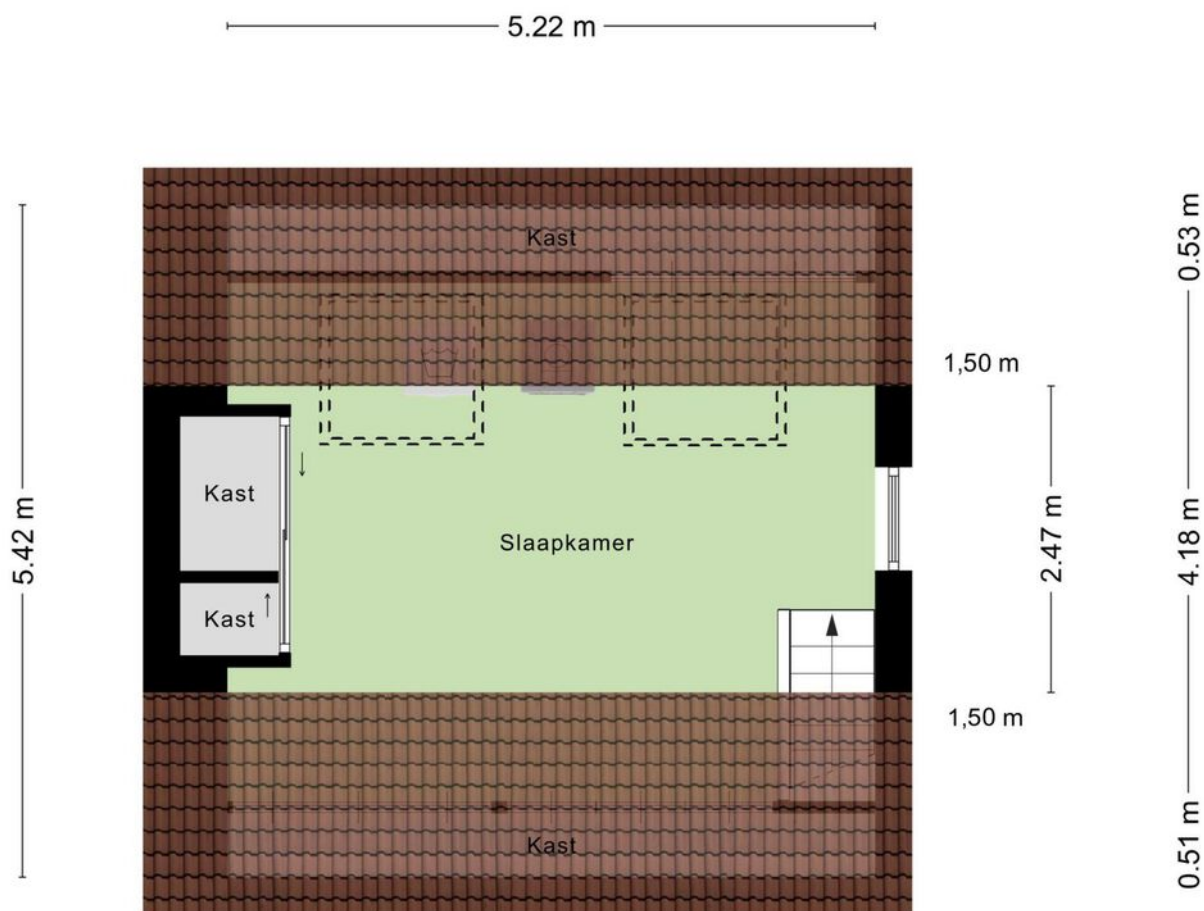 5.22 m
Kast
0.53 m
1,50 m
Kast
5.42 m
Slaapkamer
2.47 m
4.18 m
Kast
1,50 m
Kast
0.51 m